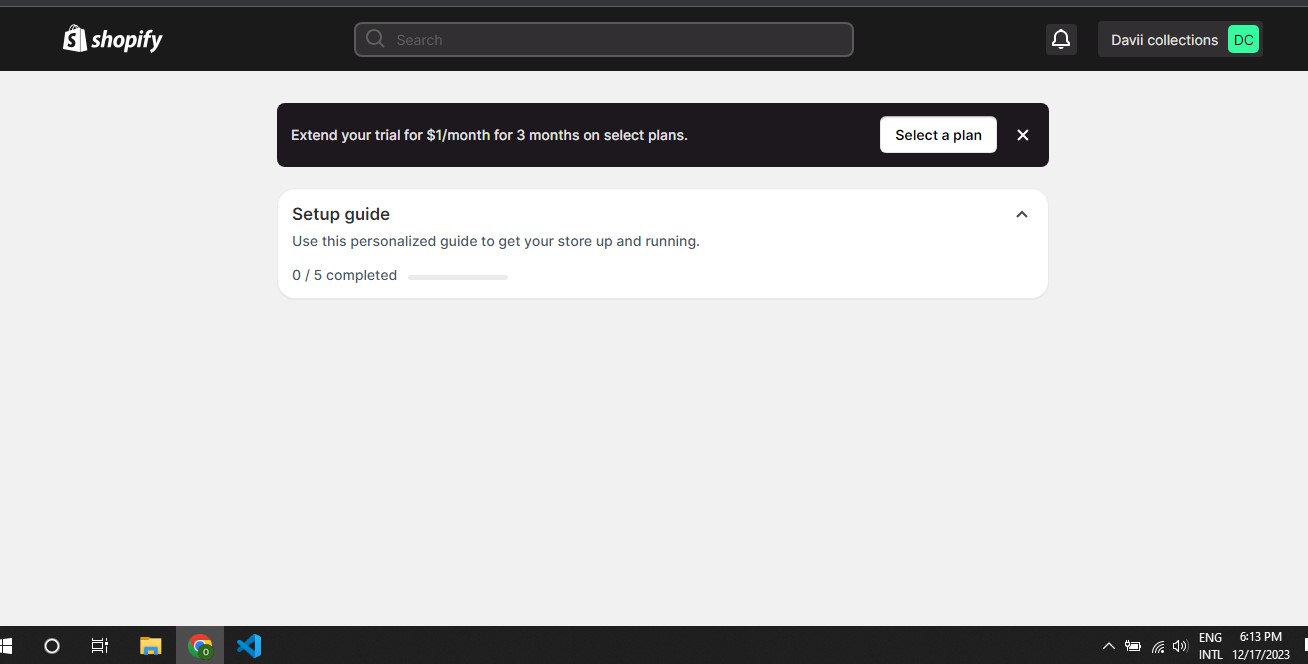 shopify
Search
Davii collections
DC
Extend your trial for $1/month for 3 months on select plans.
Select a plan
Setup guide
Use this personalized guide to get your store up and running.
0 / 5 completed
ENG
INTL
6:13 PM
12/17/2023